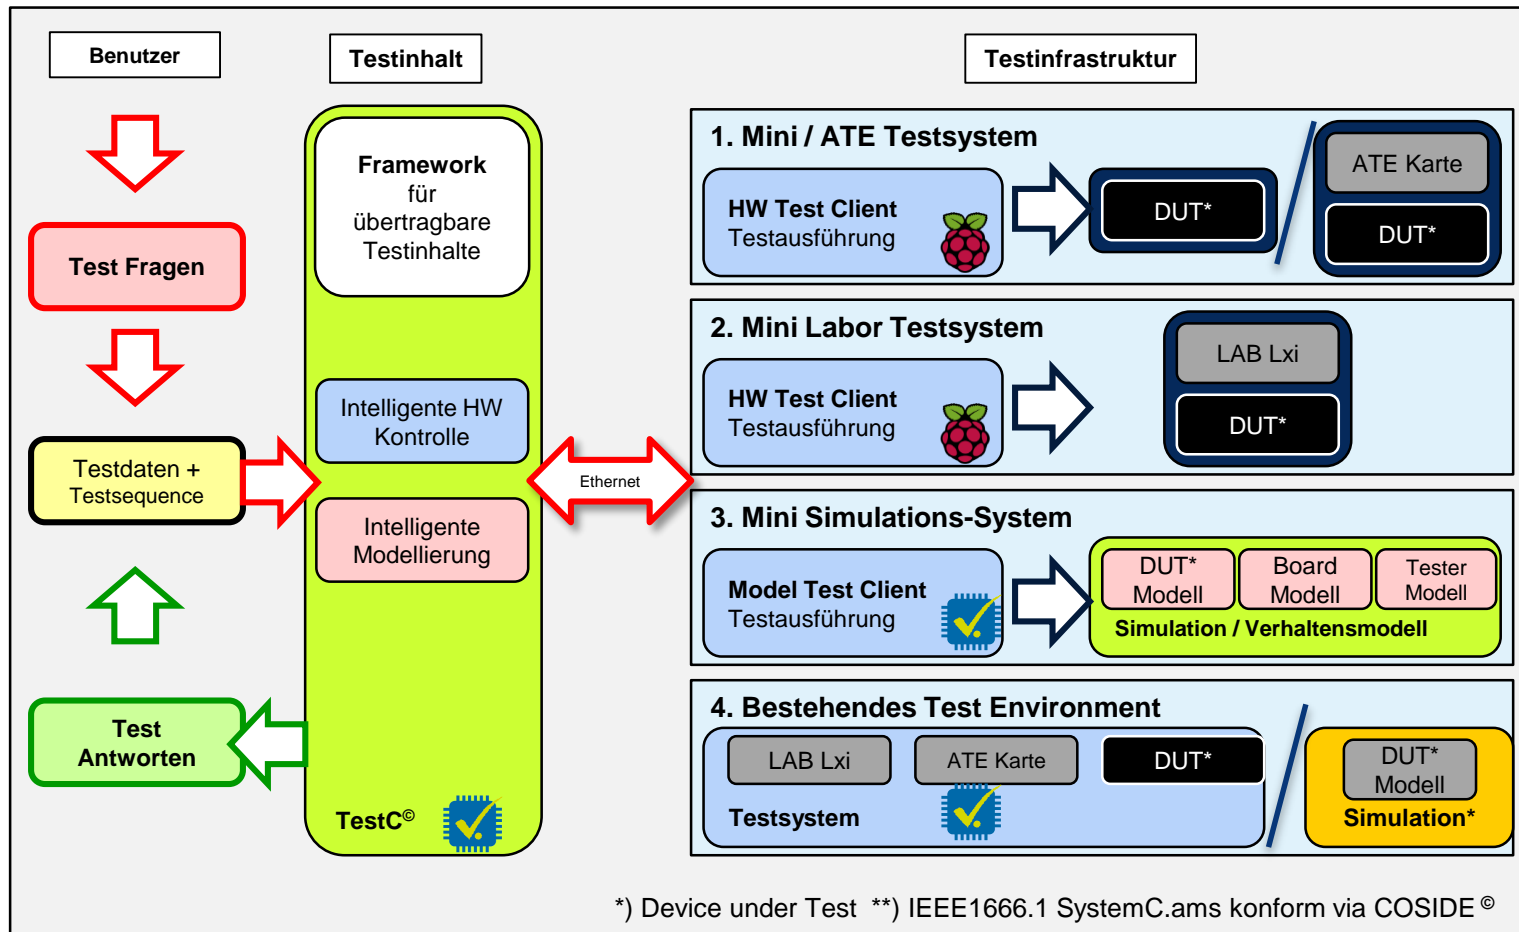 Benutzer
Testinhalt
Testinfrastruktur
Test Fragen
Testdaten +
Testsequence
Test
Antworten
Framework
für
übertragbare
Testinhalte
Intelligente HW
Kontrolle
Intelligente
Modellierung
TestC©
Ethernet
1. Mini / ATE Testsystem
HW Test Client
Testausführung
DUT*
ATE Karte
DUT*
2. Mini Labor Testsystem
HW Test Client
Testausführung
LAB Lxi
DUT*
3. Mini Simulations-System
Model Test Client
Testausführung
DUT*
Modell
Board
Modell
Tester
Modell
Simulation / Verhaltensmodell
4. Bestehendes Test Environment
LAB Lxi
ATE Karte
DUT*
Testsystem
DUT*
Modell
Simulation*
*) Device under Test **) IEEE1666.1 SystemC.ams konform via COSIDE ©